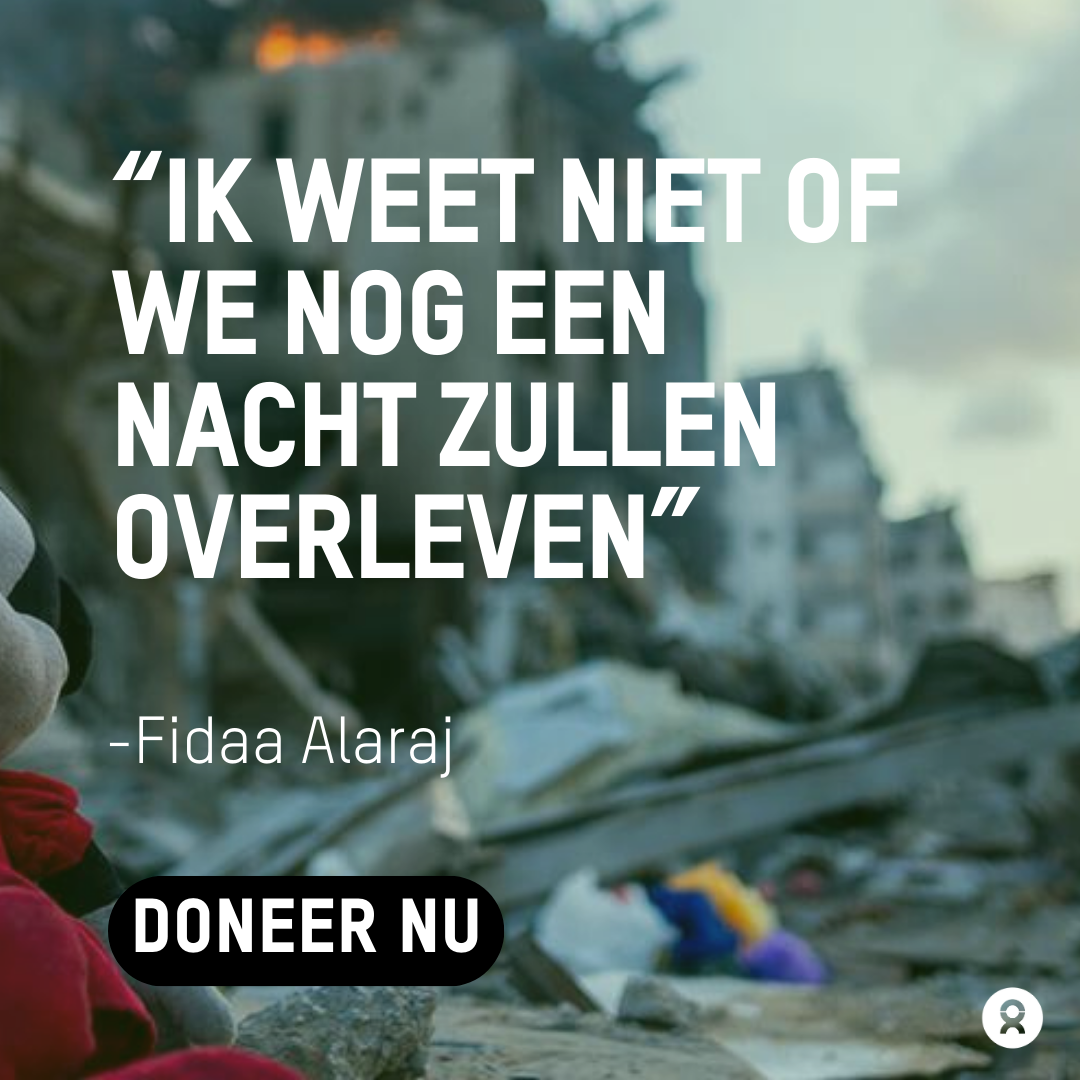 “IK WEET NIET OF
WE NOG EEN
NACHT ZULLEN
OVERLEVEN”
-Fidaa Alaraj
DONEER NU